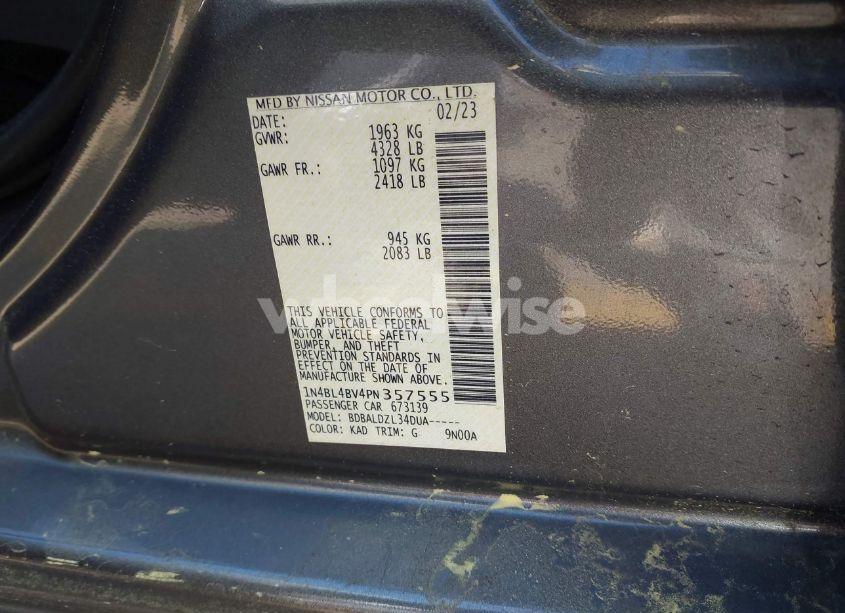 MFD BY NISSAN MOTOR CO., LTD.
DATE: 02/23
GVWR: 1963 KG
4328 LB
GAWR FR.: 1097 KG
2418 LB
GAWR RR.: 945 KG
2083 LB
THIS VEHICLE CONFORMS TO
ALL APPLICABLE FEDERAL
MOTOR VEHICLE SAFETY,
BUMPER, AND THEFT
PREVENTION STANDARDS IN
EFFECT ON THE DATE OF
MANUFACTURE SHOWN ABOVE.
1N4BL4BV4PN357555
PASSENGER CAR 673139
MODEL: BDBALDZL34DUA-----
COLOR: KAD TRIM: G 9N00A